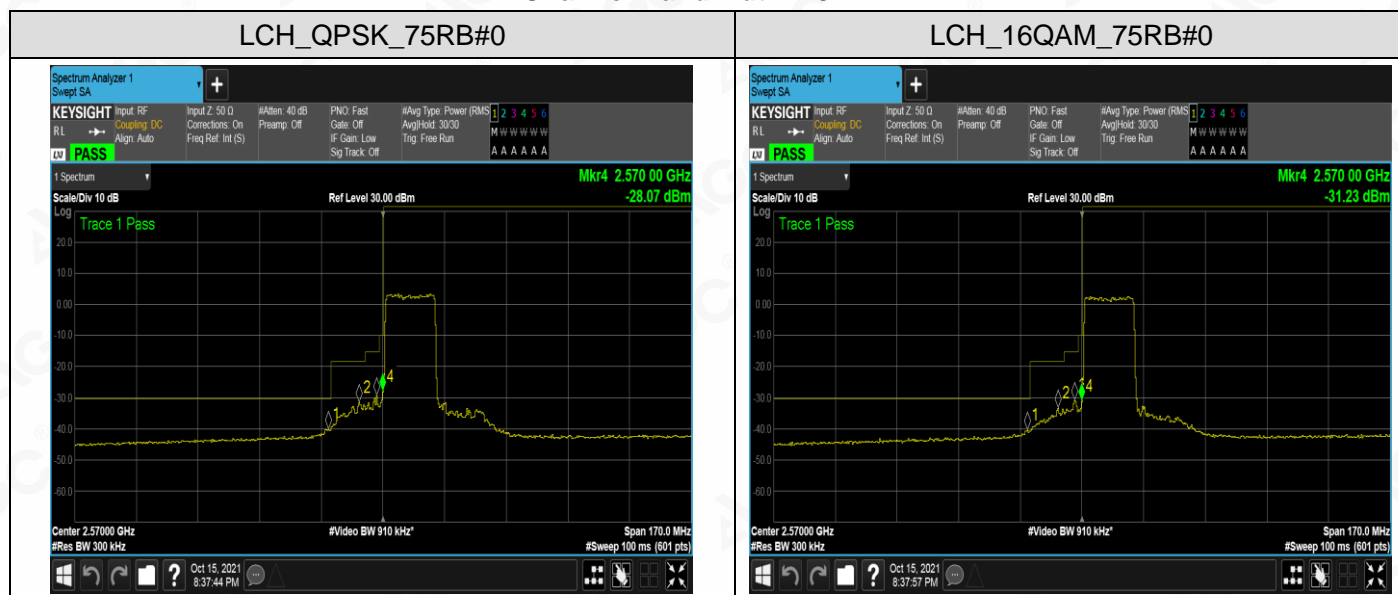 LCH_QPSK_75RB#0
LCH_16QAM_75RB#0
Spectrum Analyzer 1
Swept SA
+
KEYSIGHT Input: RF Input Z: 50 Ω #Atten: 40 dB PNO: Fast #Avg Type: Power (RMS 1 2 3 4 5 6
RL Coupling: DC Corrections: On Preamp: Off Gate: Off Avg|Hold: 30/30 M W W W W W
Align: Auto Freq Ref: Int (S) IF Gain: Low Trig: Free Run
PASS Sig Track: Off A A A A A A
1 Spectrum Mkr4 2.570 00 GHz
Scale/Div 10 dB Ref Level 30.00 dBm -28.07 dBm
Log
Trace 1 Pass
20.0
10.0
0.00
-10.0
-20.0
2 4
-30.0
1
-40.0
-50.0
-60.0
Center 2.57000 GHz #Video BW 910 kHz* Span 170.0 MHz
#Res BW 300 kHz #Sweep 100 ms (601 pts)
? Oct 15, 2021
8:37:44 PM
Spectrum Analyzer 1
Swept SA
+
KEYSIGHT Input: RF Input Z: 50 Ω #Atten: 40 dB PNO: Fast #Avg Type: Power (RMS 1 2 3 4 5 6
RL Coupling: DC Corrections: On Preamp: Off Gate: Off Avg|Hold: 30/30 M W W W W W
Align: Auto Freq Ref: Int (S) IF Gain: Low Trig: Free Run
PASS Sig Track: Off A A A A A A
1 Spectrum Mkr4 2.570 00 GHz
Scale/Div 10 dB Ref Level 30.00 dBm -31.23 dBm
Log
Trace 1 Pass
20.0
10.0
0.00
-10.0
-20.0
2 4
-30.0
1
-40.0
-50.0
-60.0
Center 2.57000 GHz #Video BW 910 kHz* Span 170.0 MHz
#Res BW 300 kHz #Sweep 100 ms (601 pts)
? Oct 15, 2021
8:37:57 PM